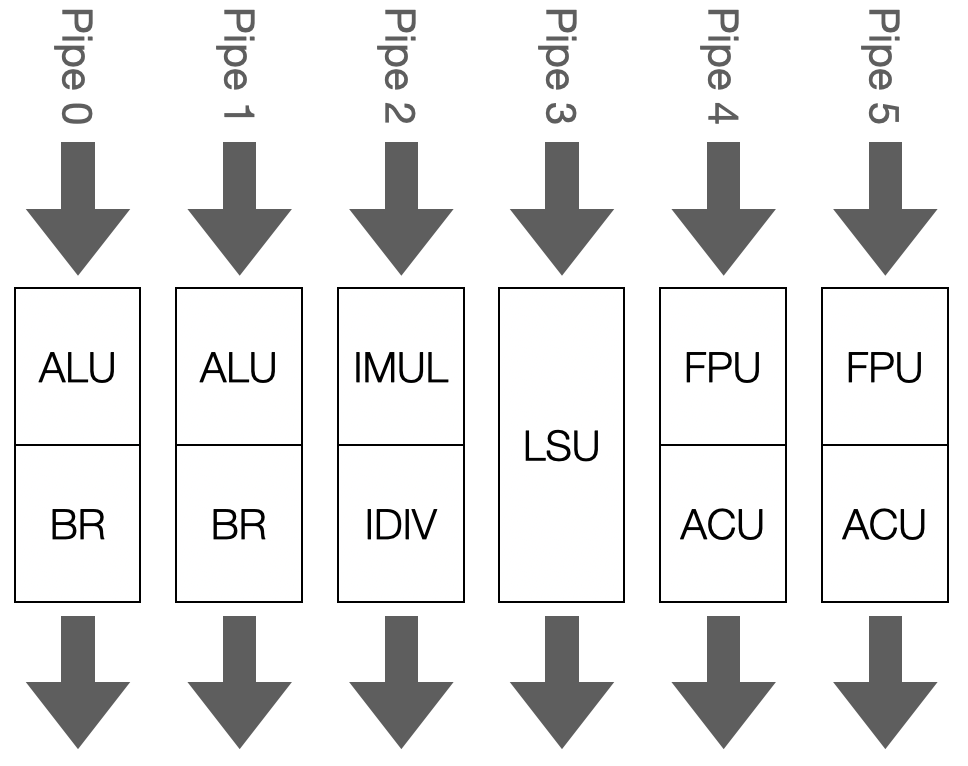 Pipe 0
Pipe 1
Pipe 2
Pipe 3
Pipe 4
Pipe 5
ALU
ALU
IMUL
LSU
FPU
FPU
BR
BR
IDIV
ACU
ACU